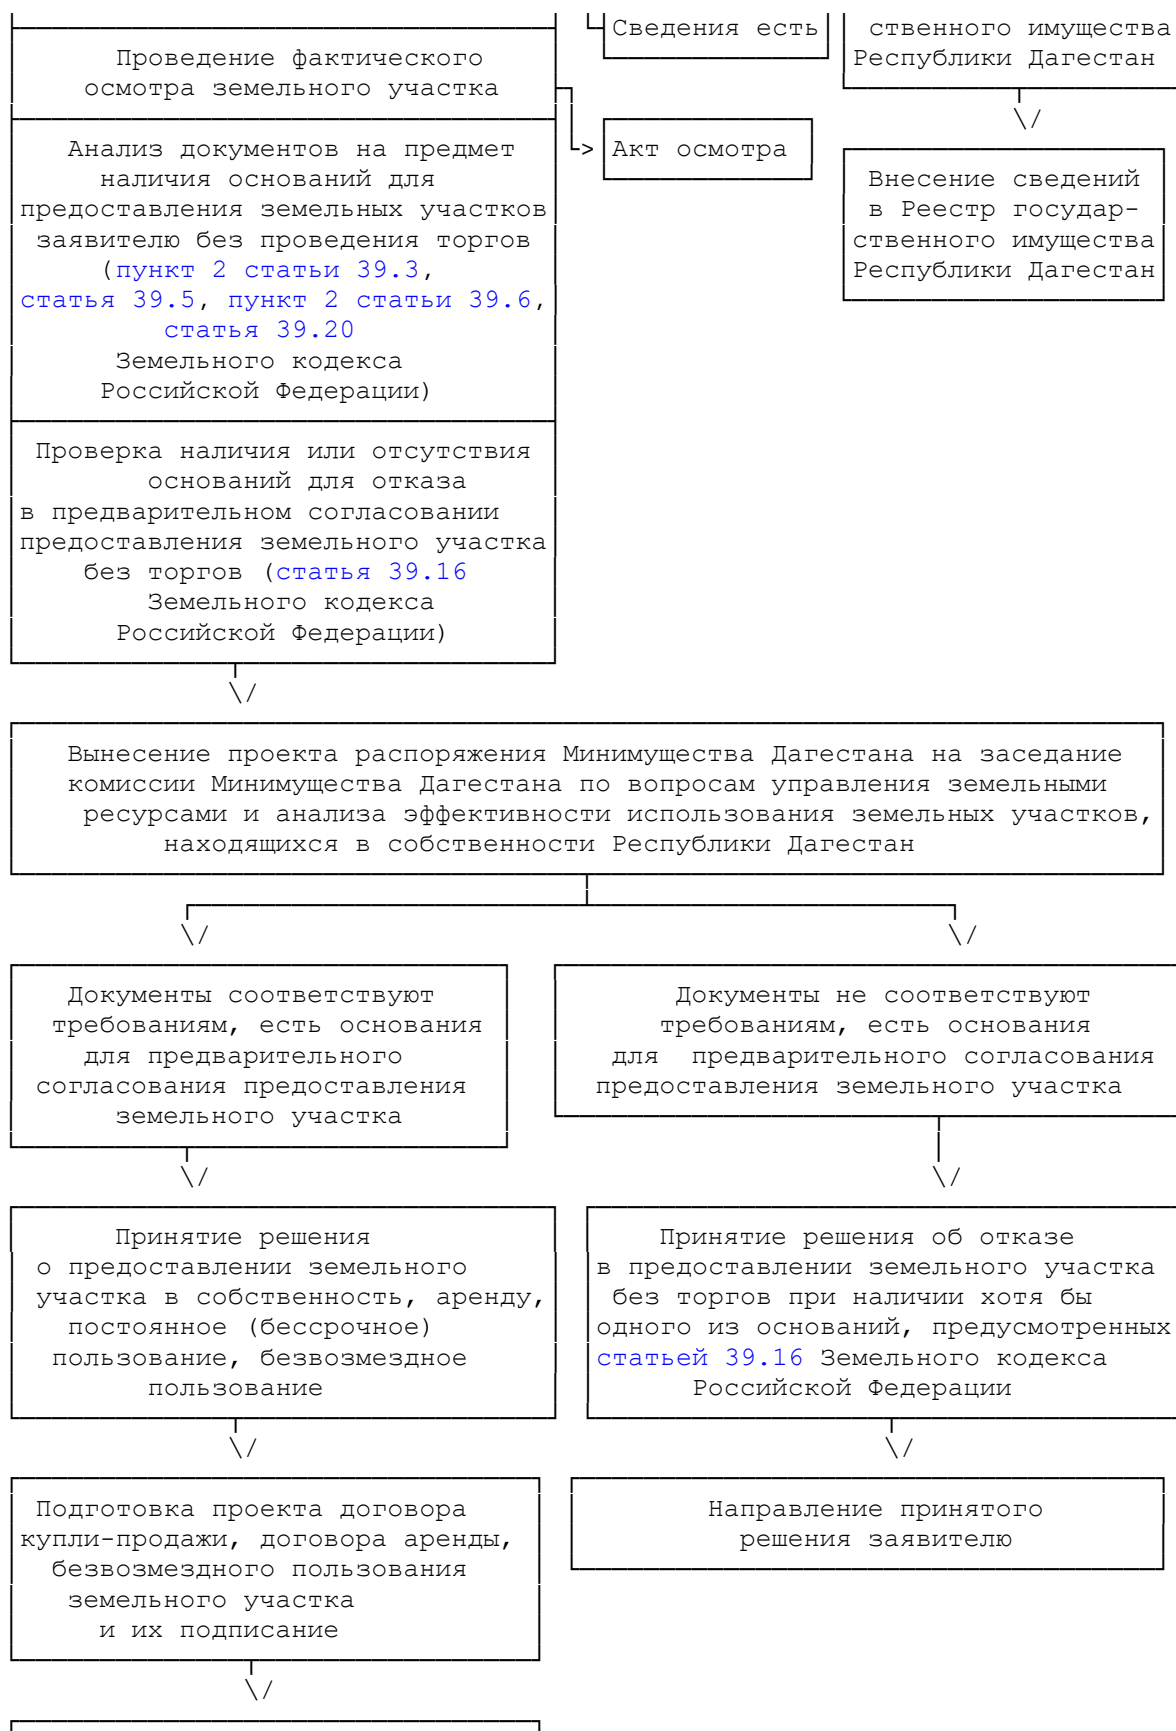 Сведения есть
ственного имущества
Республики Дагестан
Проведение фактического
осмотра земельного участка
\/
Анализ документов на предмет
наличия оснований для
предоставления земельных участков
заявителю без проведения торгов
(пункт 2 статьи 39.3,
статья 39.5, пункт 2 статьи 39.6,
статья 39.20
Земельного кодекса
Российской Федерации)
> Акт осмотра
Внесение сведений
в Реестр государ-
ственного имущества
Республики Дагестан
Проверка наличия или отсутствия
оснований для отказа
в предварительном согласовании
предоставления земельного участка
без торгов (статья 39.16
Земельного кодекса
Российской Федерации)
\/
Вынесение проекта распоряжения Минимущества Дагестана на заседание
комиссии Минимущества Дагестана по вопросам управления земельными
ресурсами и анализа эффективности использования земельных участков,
находящихся в собственности Республики Дагестан
\/ \/
Документы соответствуют
требованиям, есть основания
для предварительного
согласования предоставления
земельного участка
Документы не соответствуют
требованиям, есть основания
для предварительного согласования
предоставления земельного участка
\/ \/
Принятие решения
о предоставлении земельного
участка в собственность, аренду,
постоянное (бессрочное)
пользование, безвозмездное
пользование
Принятие решения об отказе
в предоставлении земельного участка
без торгов при наличии хотя бы
одного из оснований, предусмотренных
статьей 39.16 Земельного кодекса
Российской Федерации
\/ \/
Подготовка проекта договора
купли-продажи, договора аренды,
безвозмездного пользования
земельного участка
и их подписание
Направление принятого
решения заявителю
\/